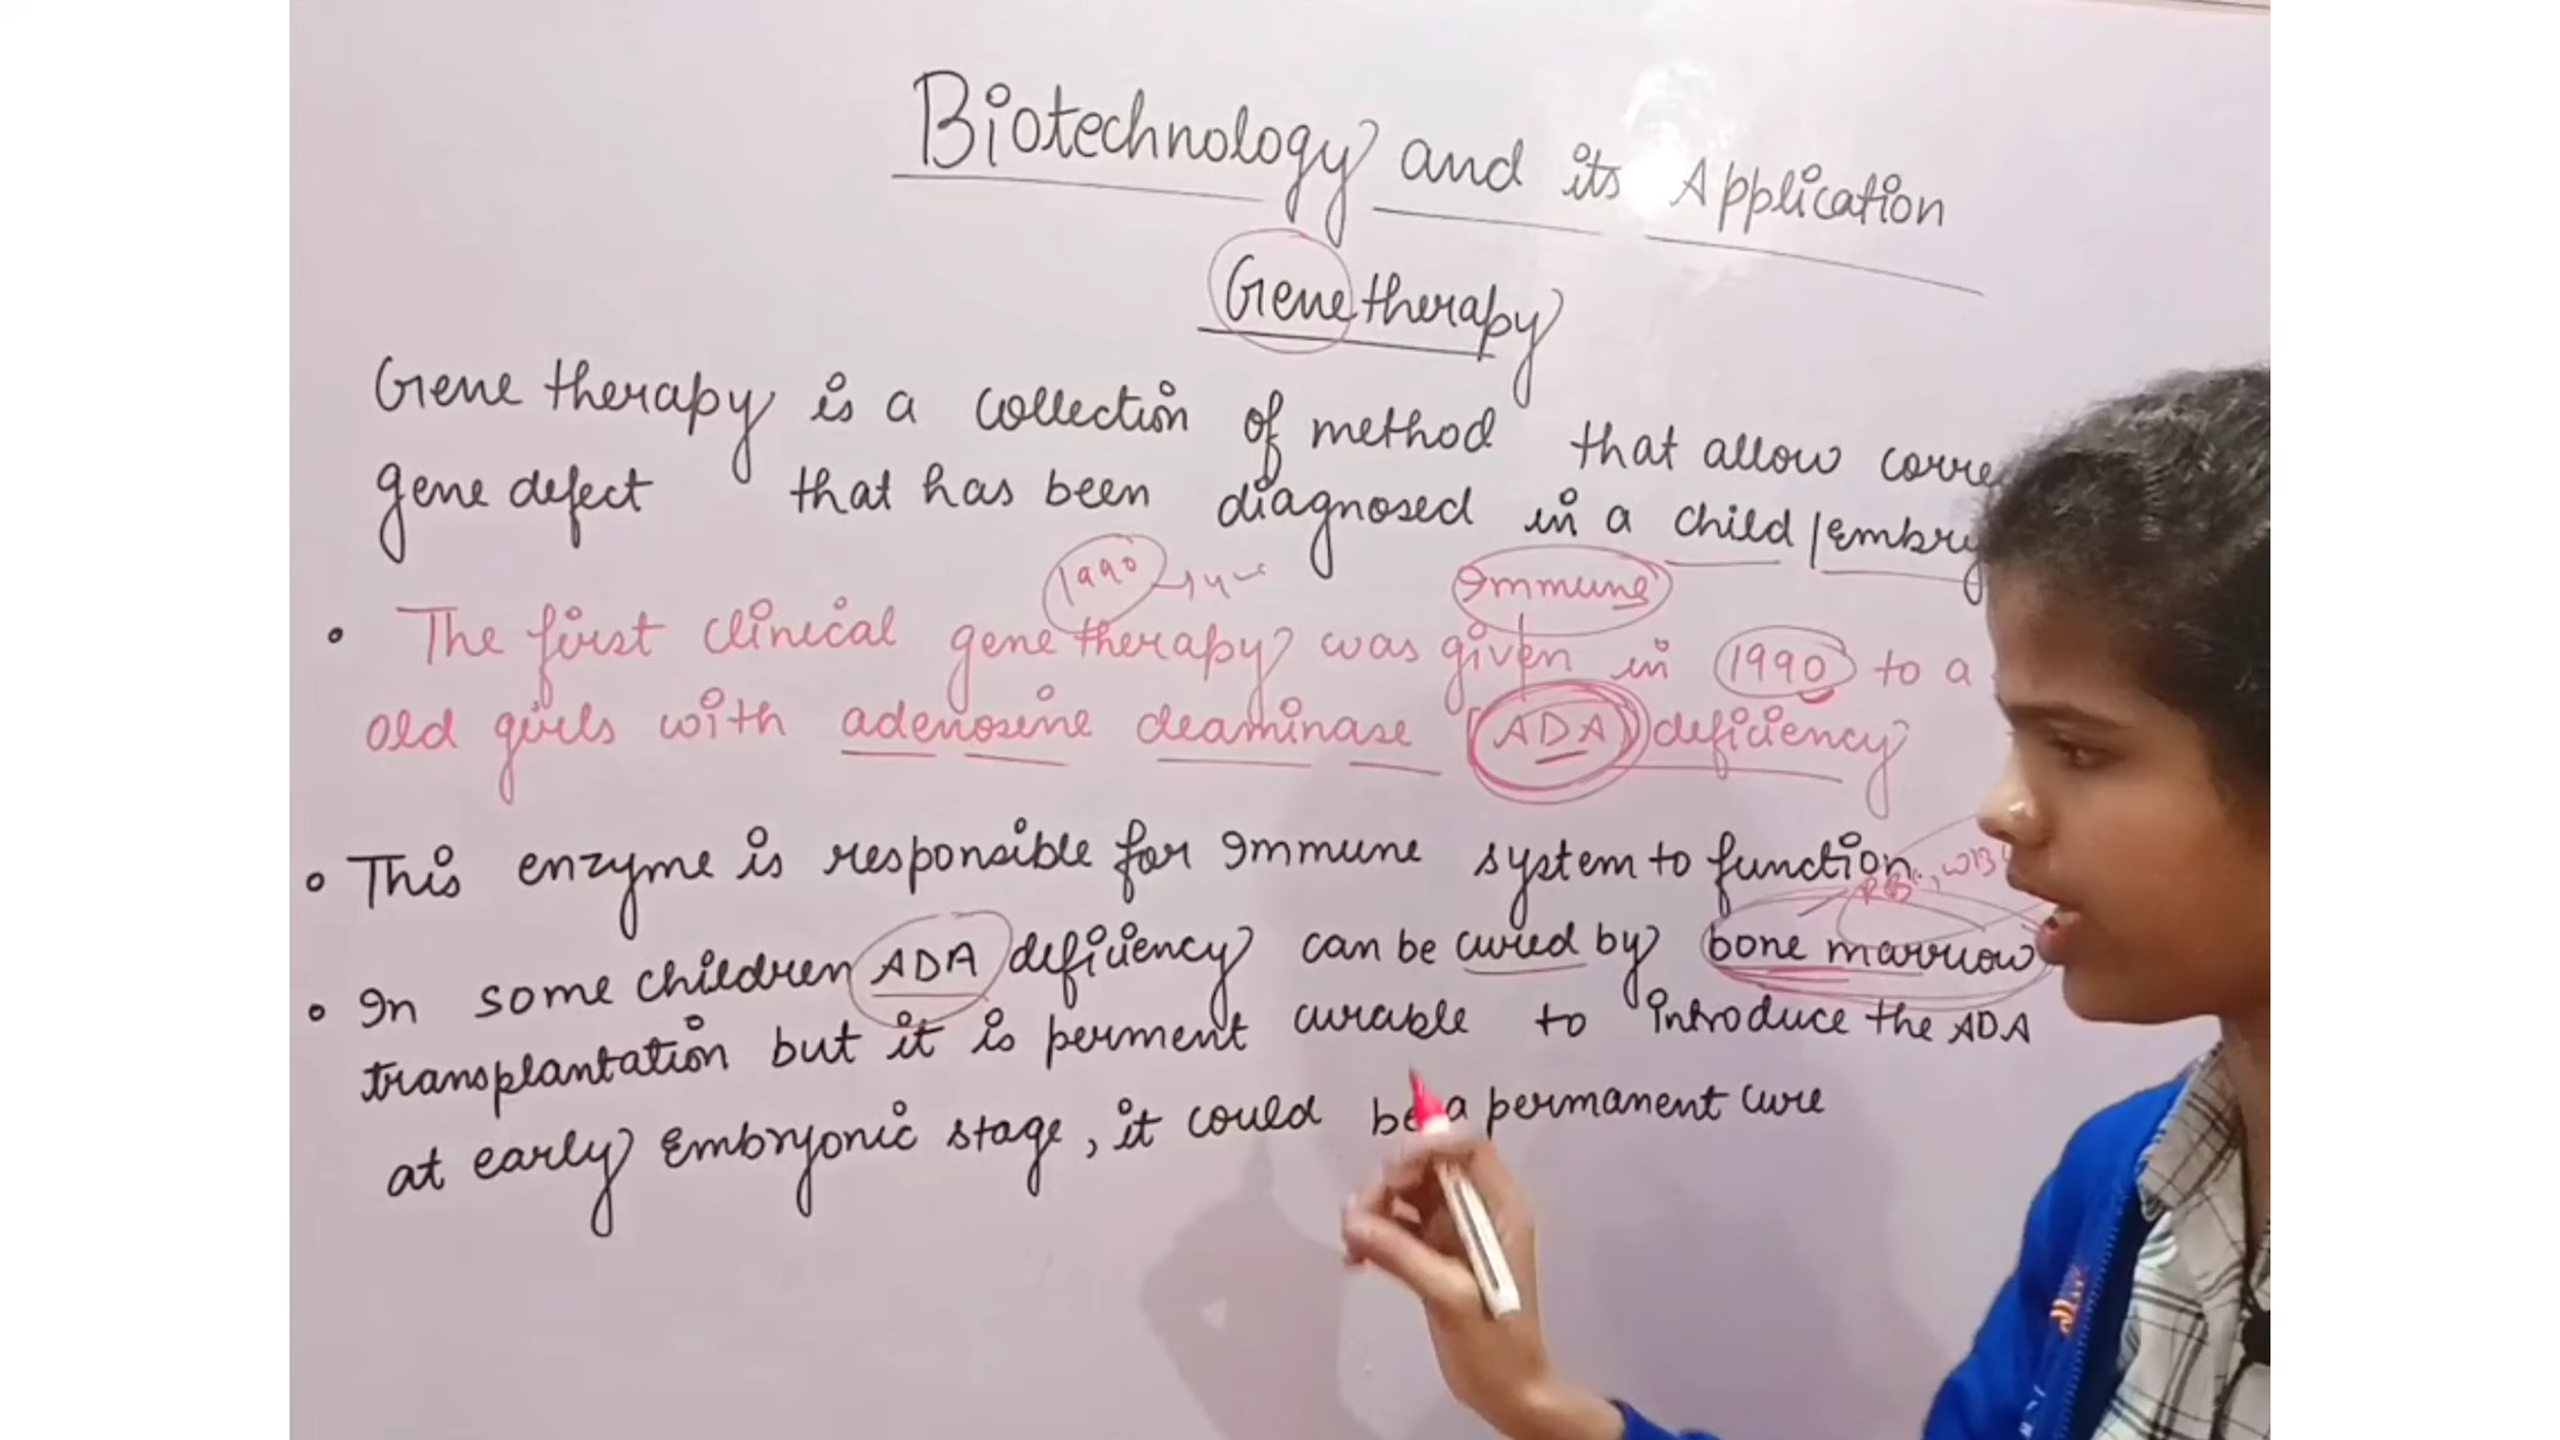 Biotechnology and its Application
Gene therapy
Gene therapy is a collection of method that allow corre
gene defect that has been diagnosed in a child / embry
1990 → 4
Immune
The first clinical gene therapy was given in 1990 to a
old girls with adenosine deaminase (ADA) deficiency
This enzyme is responsible for Immune system to function.
RBC, WB
In some children ADA deficiency can be cured by bone marrow
transplantation but it is perment curable to introduce the ADA
at early Embryonic stage, it could be a permanent cure